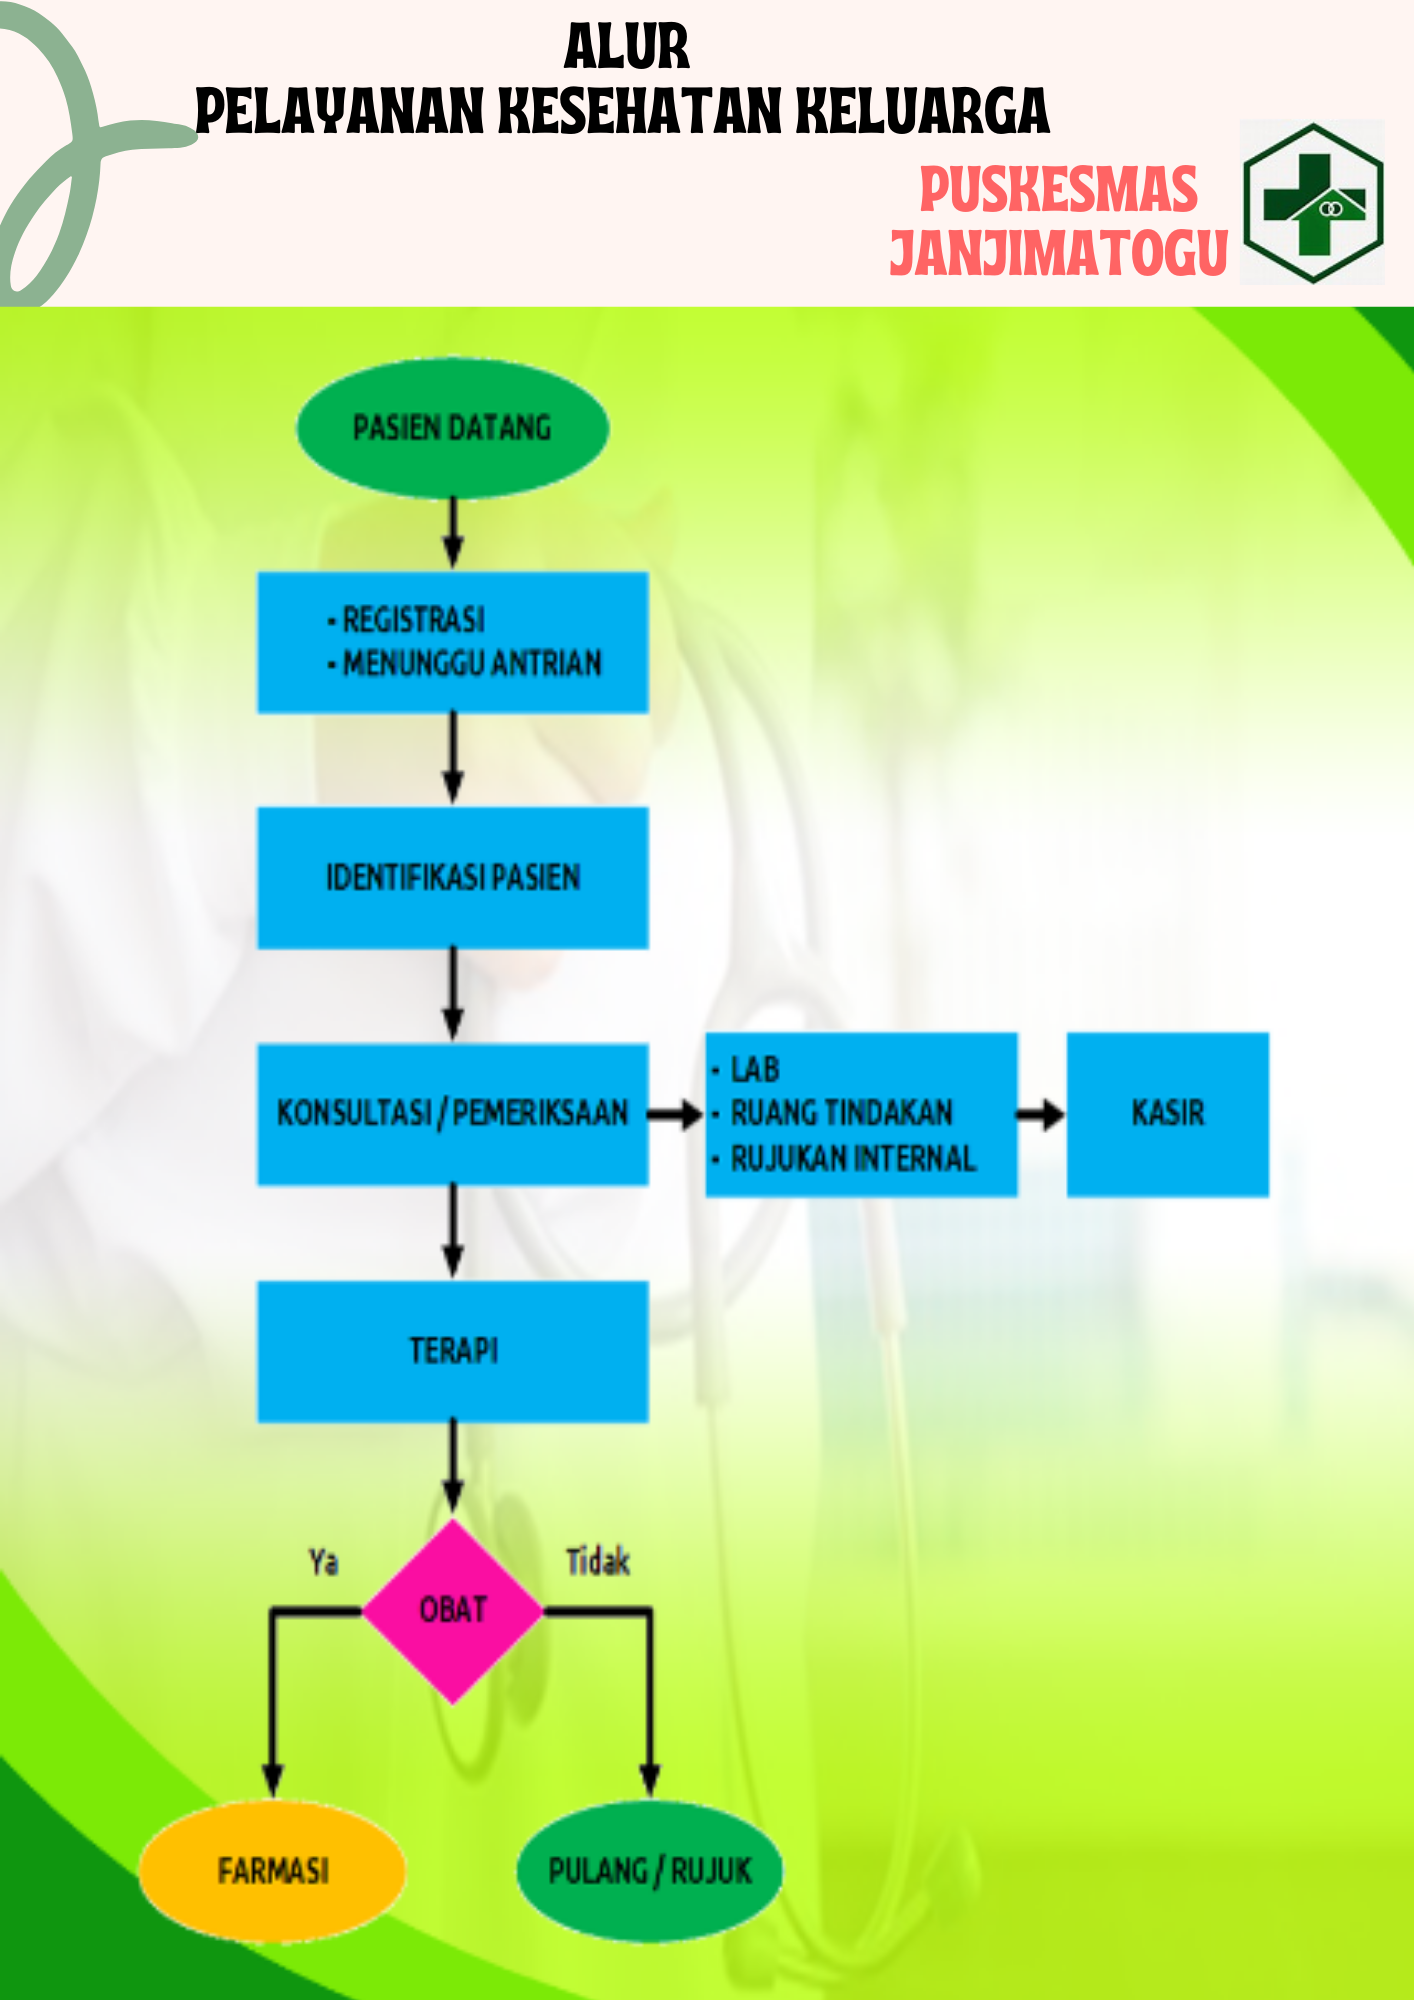 ALUR
PELAYANAN KESEHATAN KELUARGA
PUSKESMAS
JANJIMATOGU
PASIEN DATANG
- REGISTRASI
- MENUNGGU ANTRIAN
IDENTIFIKASI PASIEN
KONSULTASI / PEMERIKSAAN
- LAB
- RUANG TINDAKAN
- RUJUKAN INTERNAL
KASIR
TERAPI
Ya
Tidak
OBAT
FARMASI
PULANG / RUJUK